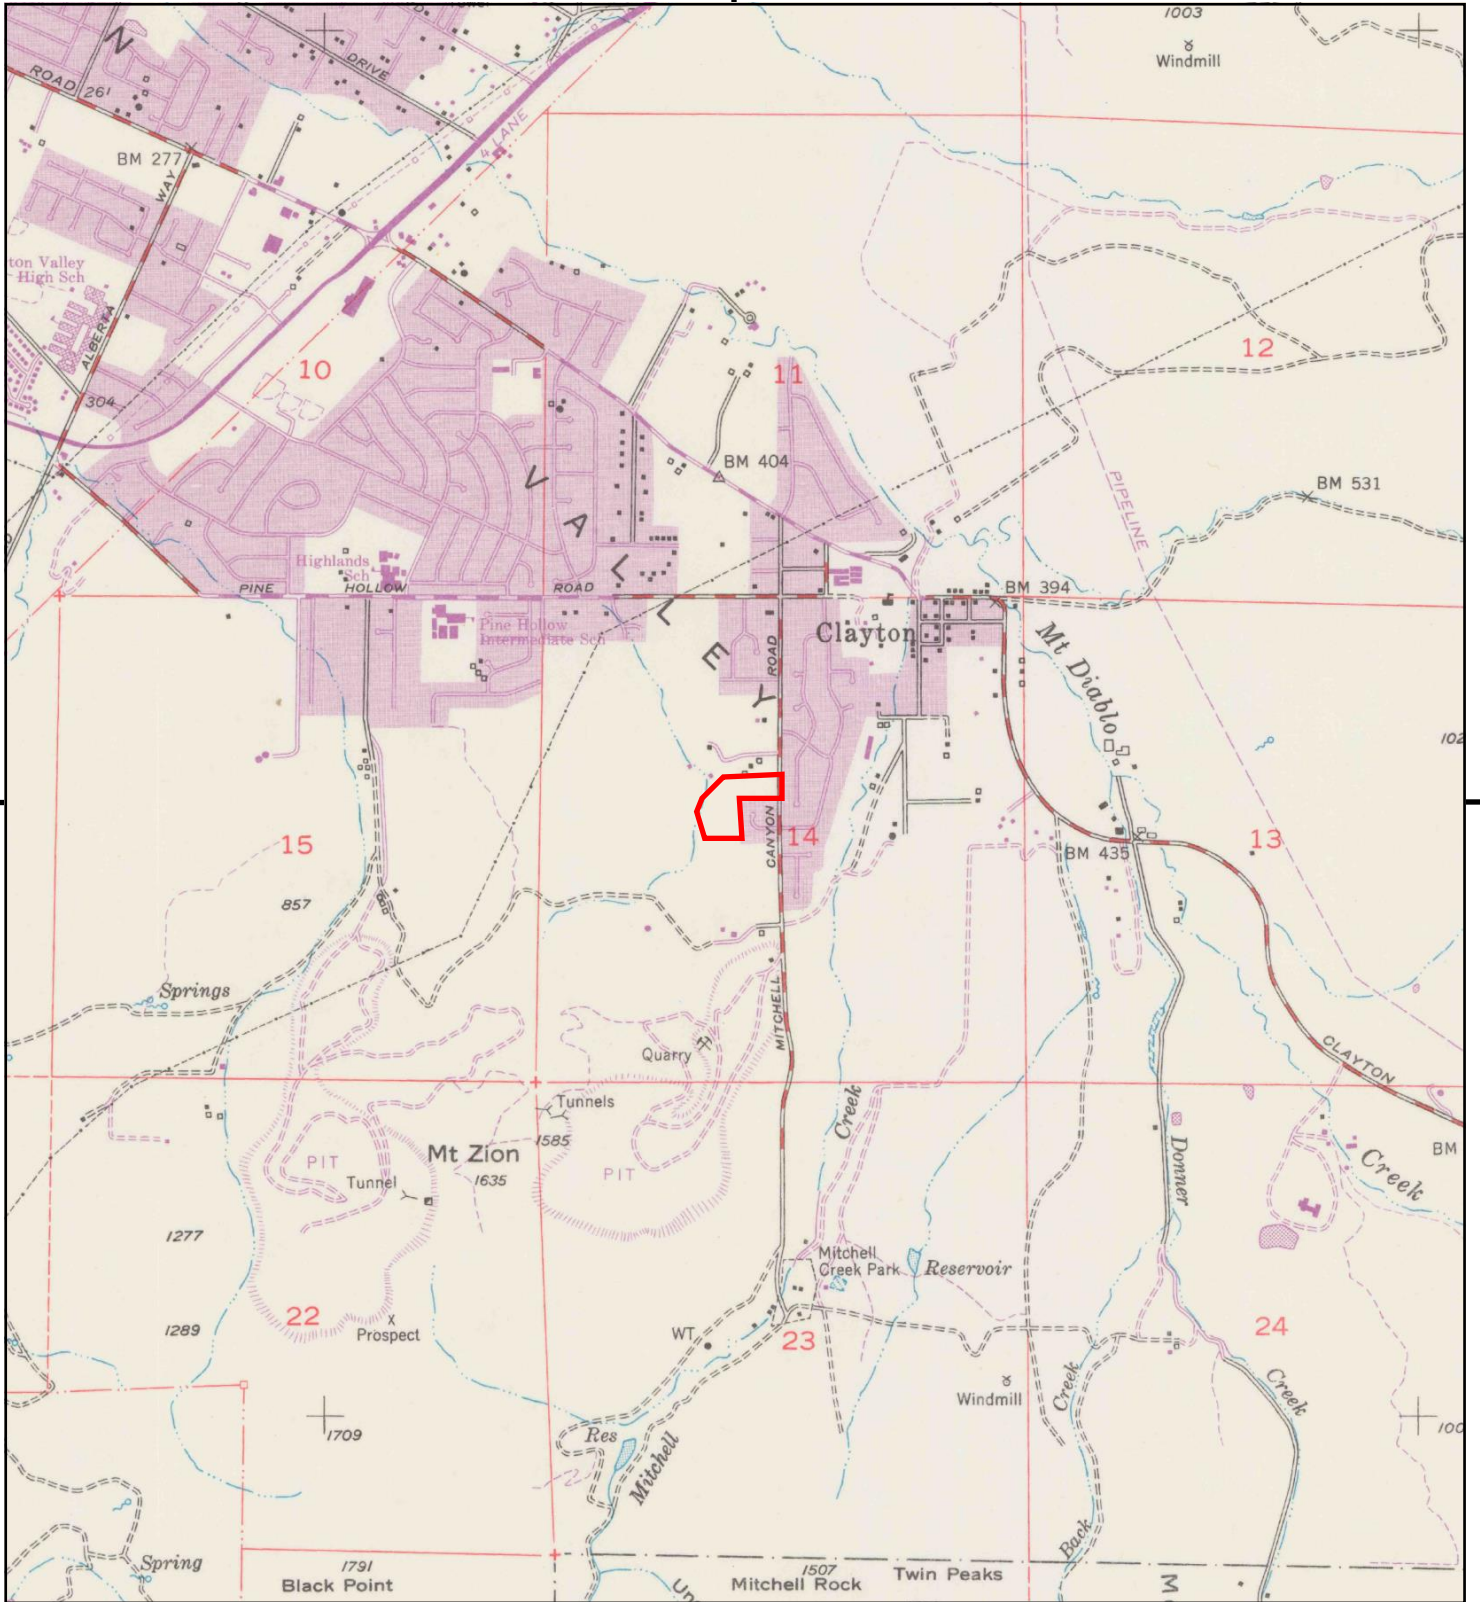 1003
Windmill
N
DRIVE
ROAD
261
LANE
4
BM 277
WAY
ton Valley
High Sch
ALBERTA
10
11
12
304
BM 404
BM 531
V
A
L
L
E
Y
PIPELINE
Highlands
Sch
PINE
HOLLOW
ROAD
BM 394
Pine Hollow
Intermediate Sch
Clayton
ROAD
Mt Diablo
102
15
CANYON
14
BM 435
13
857
Springs
MITCHELL
Quarry
CLAYTON
Tunnels
1585
Creek
Mt Zion
1635
PIT
PIT
Tunnel
BM
Creek
Donner
1277
Mitchell
Creek Park
Reservoir
22
1289
Prospect
WT
23
24
Windmill
Creek
Creek
1709
100
Res
Mitchell
Back
Spring
1791
Black Point
1507
Mitchell Rock
Twin Peaks
M